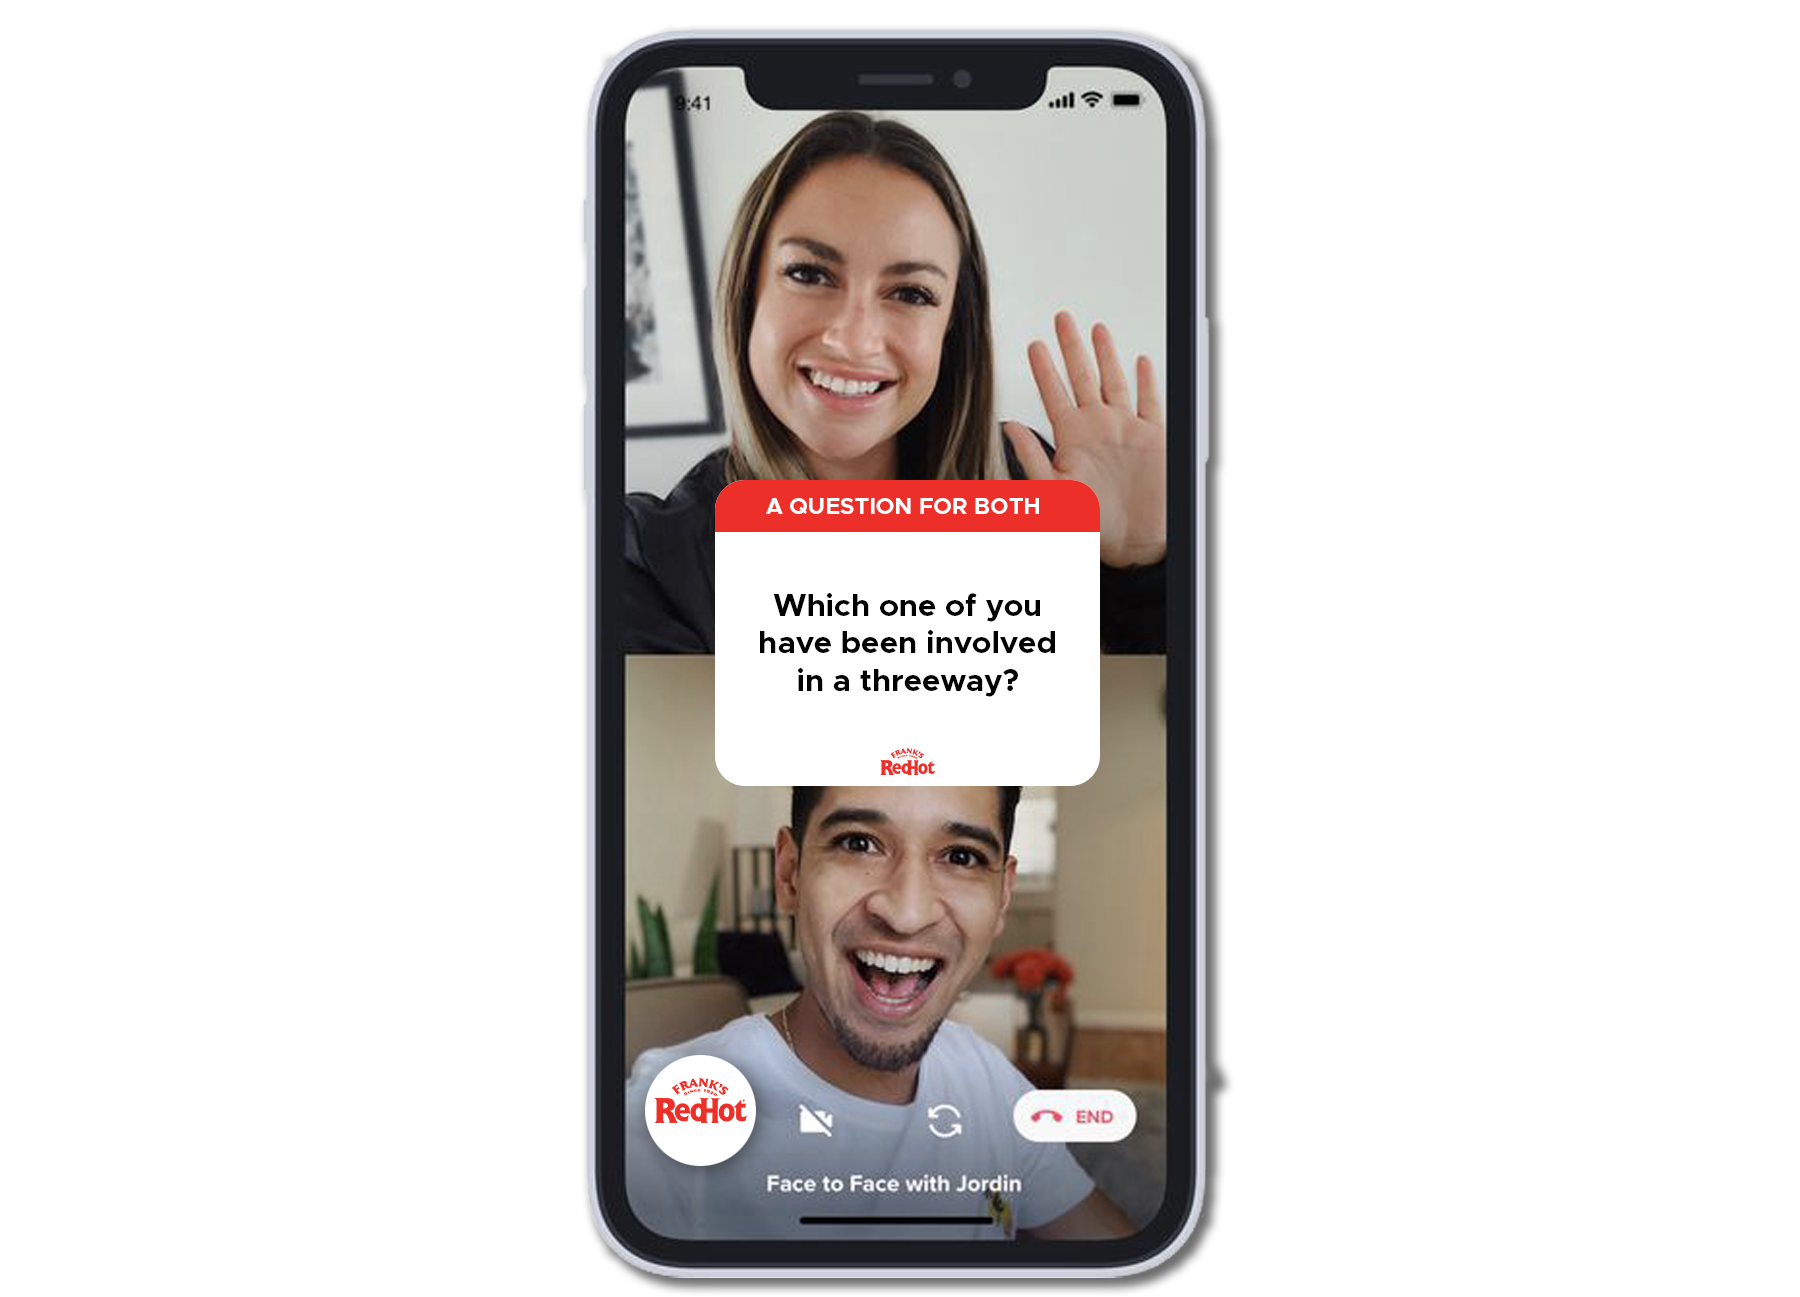 9:41
A QUESTION FOR BOTH
Which one of you
have been involved
in a threeway?
FRANK'S
RedHot
FRANK'S
SINCE 1920
RedHot
END
Face to Face with Jordin